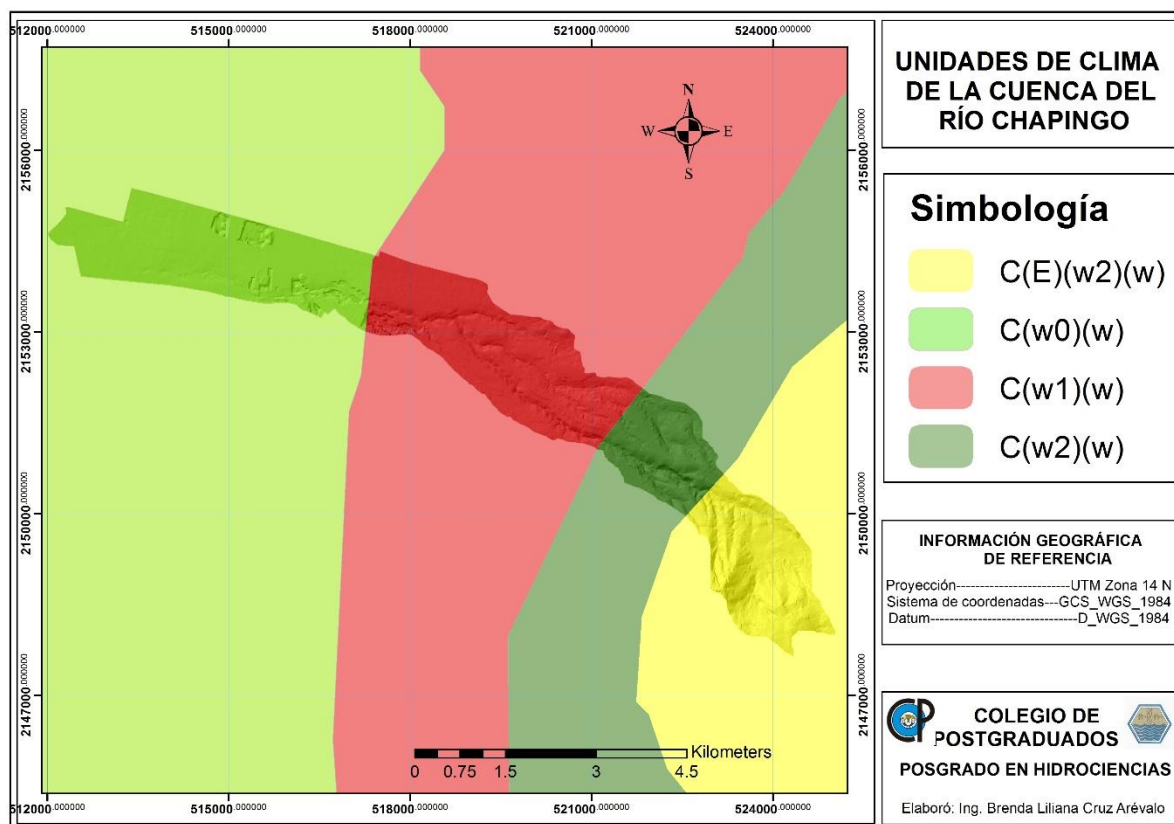 512000.000000 515000.000000 518000.000000 521000.000000 524000.000000
2156000.000000
2153000.000000
2150000.000000
2147000.000000
N
W E
S
2156000.000000
2153000.000000
2150000.000000
2147000.000000
Kilometers
0 0.75 1.5 3 4.5
512000.000000 515000.000000 518000.000000 521000.000000 524000.000000
UNIDADES DE CLIMA
DE LA CUENCA DEL
RÍO CHAPINGO
Simbología
C(E)(w2)(w)
C(w0)(w)
C(w1)(w)
C(w2)(w)
INFORMACIÓN GEOGRÁFICA
DE REFERENCIA
Proyección-----------------------UTM Zona 14 N
Sistema de coordenadas---GCS_WGS_1984
Datum------------------------------D_WGS_1984
CP
COLEGIO DE
POSTGRADUADOS
POSGRADO EN HIDROCIENCIAS
Elaboró: Ing. Brenda Liliana Cruz Arévalo